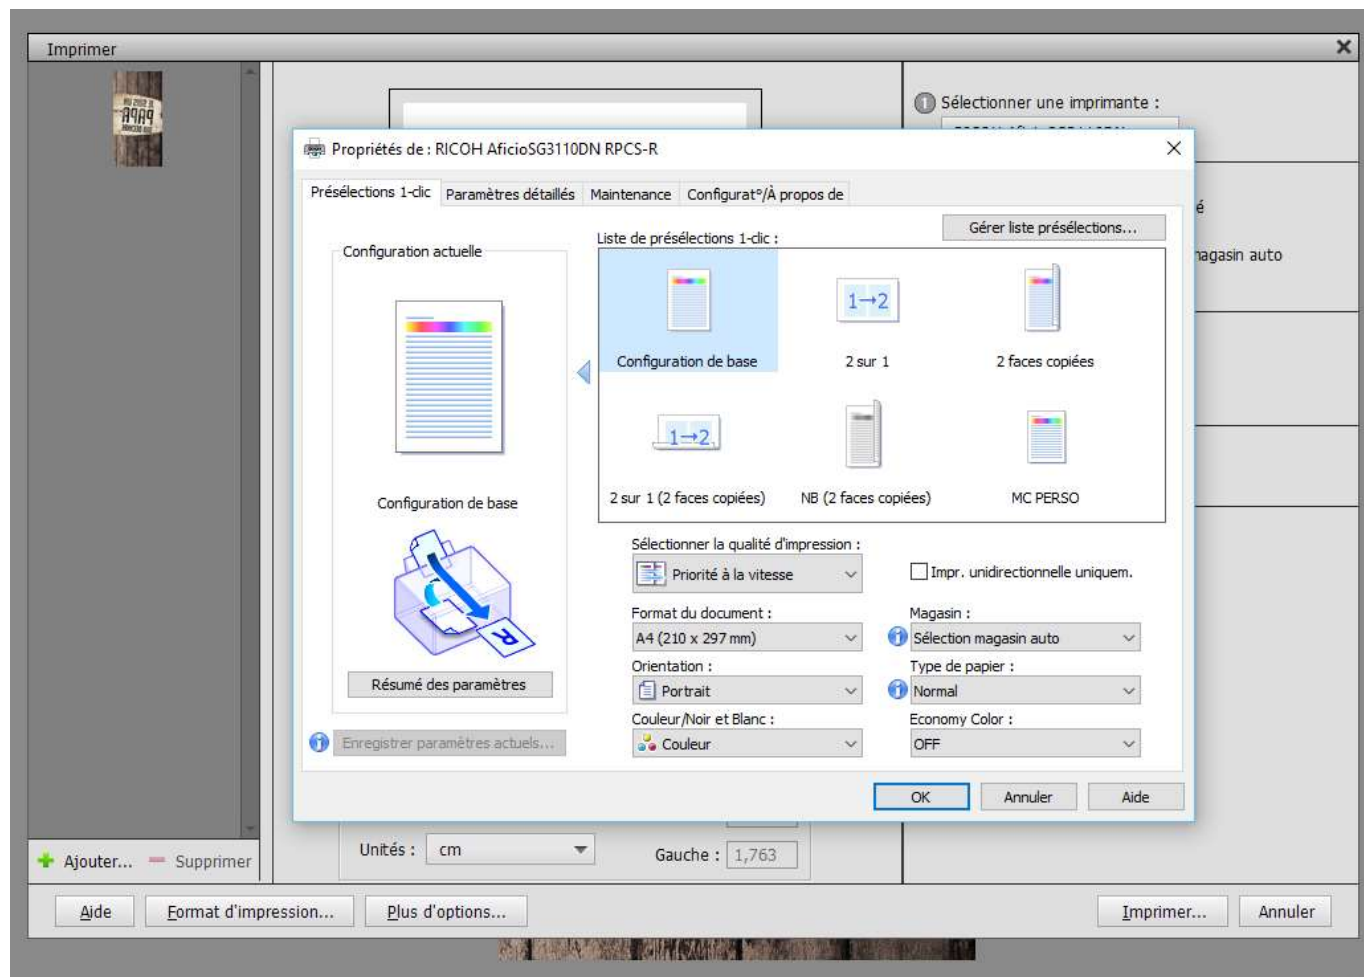 Imprimer
① Sélectionner une imprimante :
Propriétés de : RICOH AficioSG3110DN RPCS-R
Présélections 1-clic Paramètres détaillés Maintenance Configurat°/À propos de
Gérer liste présélections...
Configuration actuelle
Liste de présélections 1-clic :
magasin auto
1→2
Configuration de base 2 sur 1 2 faces copiées
1→2
Configuration de base
2 sur 1 (2 faces copiées) NB (2 faces copiées) MC PERSO
Sélectionner la qualité d'impression :
Priorité à la vitesse
Impr. unidirectionnelle uniquem.
Format du document : Magasin :
A4 (210 x 297 mm) Sélection magasin auto
R
Orientation : Type de papier :
Résumé des paramètres
Portrait Normal
Couleur/Noir et Blanc : Economy Color :
Enregistrer paramètres actuels...
Couleur OFF
OK Annuler Aide
Unités : cm Gauche : 1,763
Ajouter... Supprimer
Aide Format d'impression... Plus d'options... Imprimer... Annuler